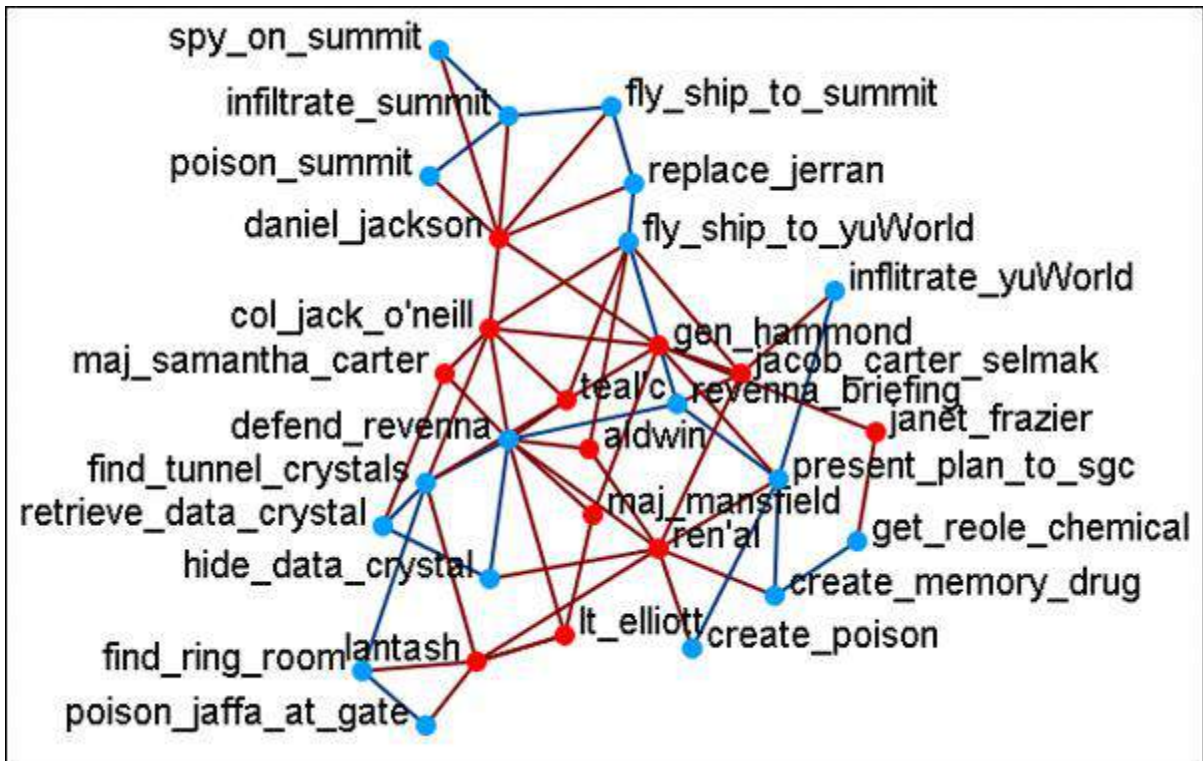 spy_on_summit
infiltrate_summit
fly_ship_to_summit
poison_summit
replace_jerran
daniel_jackson
fly_ship_to_yuWorld
inflitrate_yuWorld
col_jack_o'neill
gen_hammond
maj_samantha_carter
jacob_carter_selmak
teal'c
revenna_briefing
defend_revenna
aldwin
janet_frazier
find_tunnel_crystals
present_plan_to_sgc
retrieve_data_crystal
maj_mansfield
get_reole_chemical
ren'al
hide_data_crystal
create_memory_drug
lt_elliott
create_poison
find_ring_room
lantash
poison_jaffa_at_gate